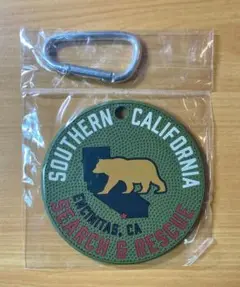 SOUTHERN CALIFORNIA
ENCINITAS, CA
SEARCH & RESCUE